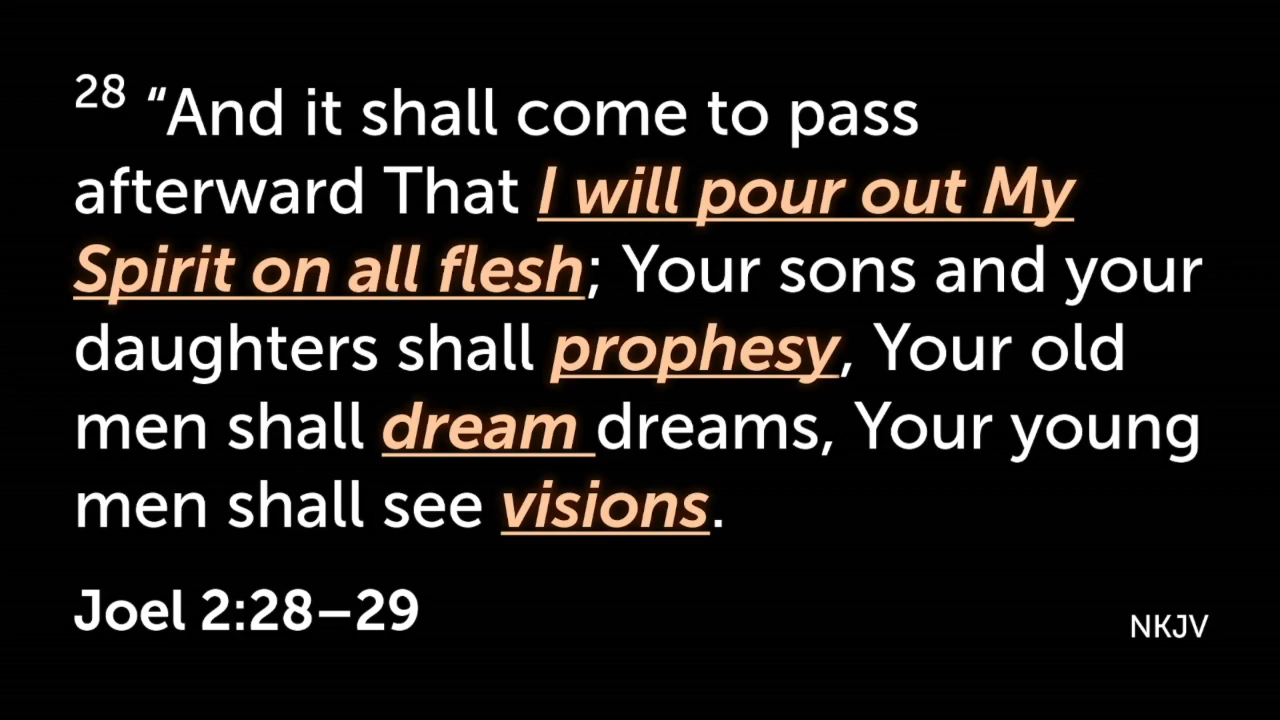 28 “And it shall come to pass
afterward That I will pour out My
Spirit on all flesh; Your sons and your
daughters shall prophesy, Your old
men shall dream dreams, Your young
men shall see visions.
Joel 2:28–29
NKJV